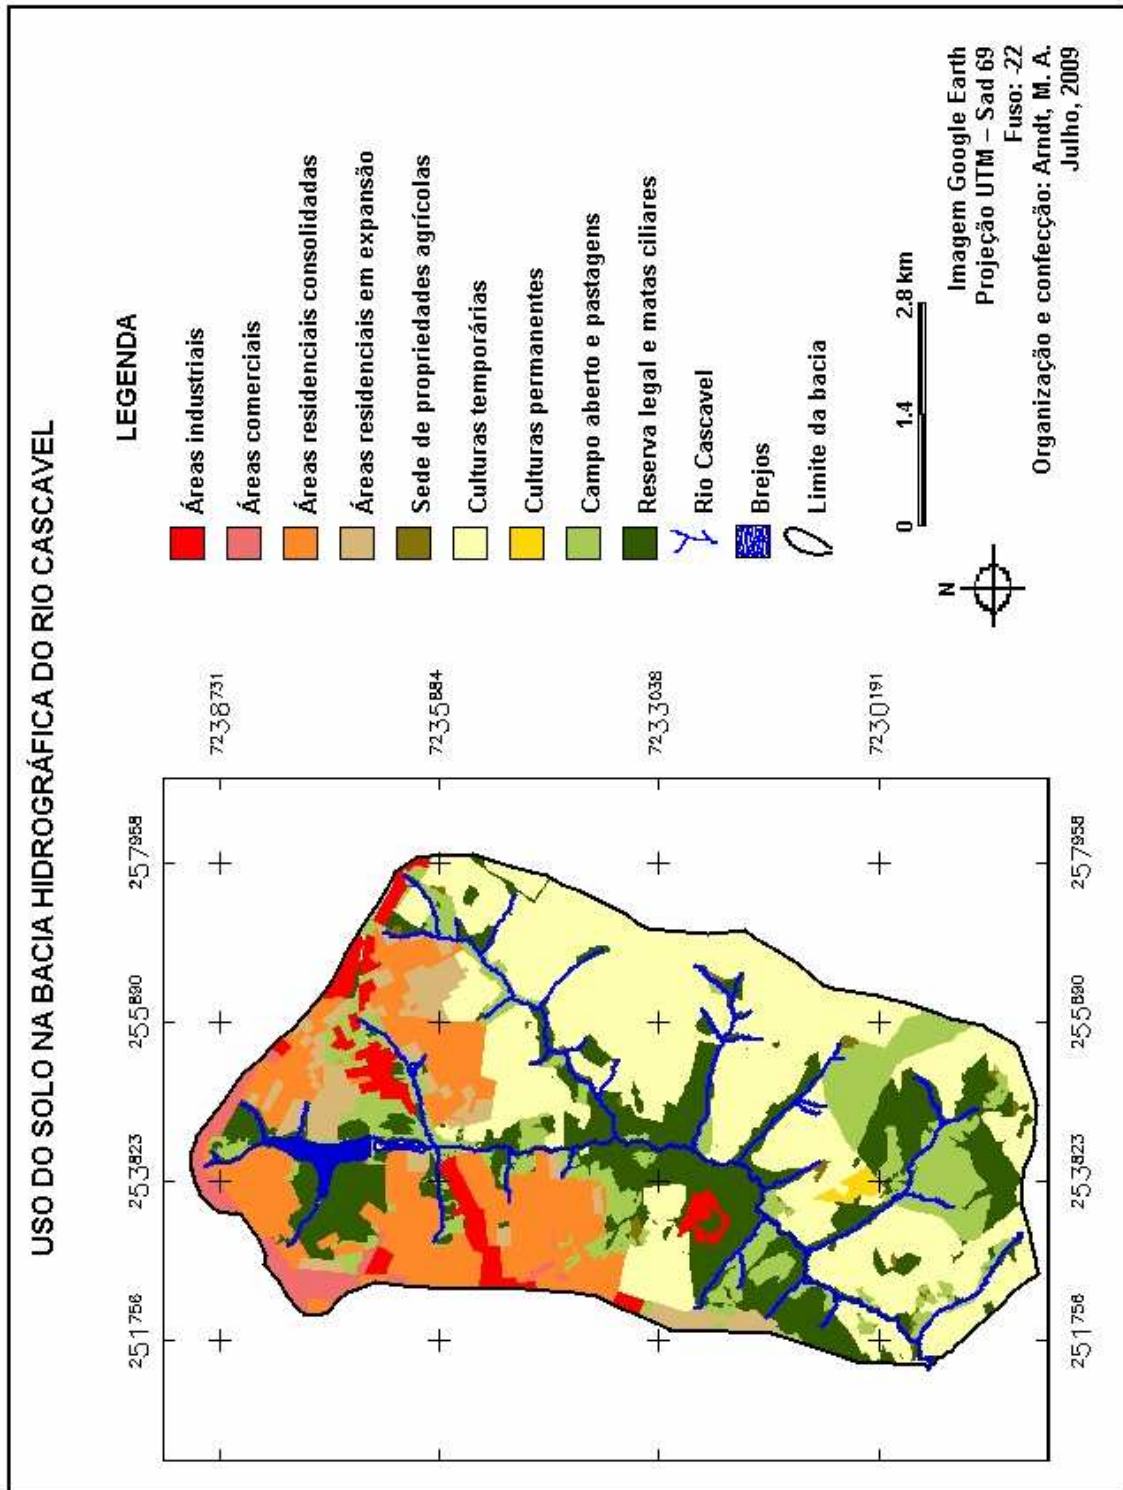 USO DO SOLO NA BACIA HIDROGRÁFICA DO RIO CASCAVEL
251756
253823
255890
257958
7238731
7235884
7233038
7230191
251756
253823
255890
257958
LEGENDA
Áreas industriais
Áreas comerciais
Áreas residenciais consolidadas
Áreas residenciais em expansão
Sede de propriedades agrícolas
Culturas temporárias
Culturas permanentes
Campo aberto e pastagens
Reserva legal e matas ciliares
Rio Cascavel
Brejos
Limite da bacia
N
0 1.4 2.8 km
Imagem Google Earth
Projeção UTM – Sad 69
Fuso: -22
Organização e confecção: Arndt, M. A.
Julho, 2009